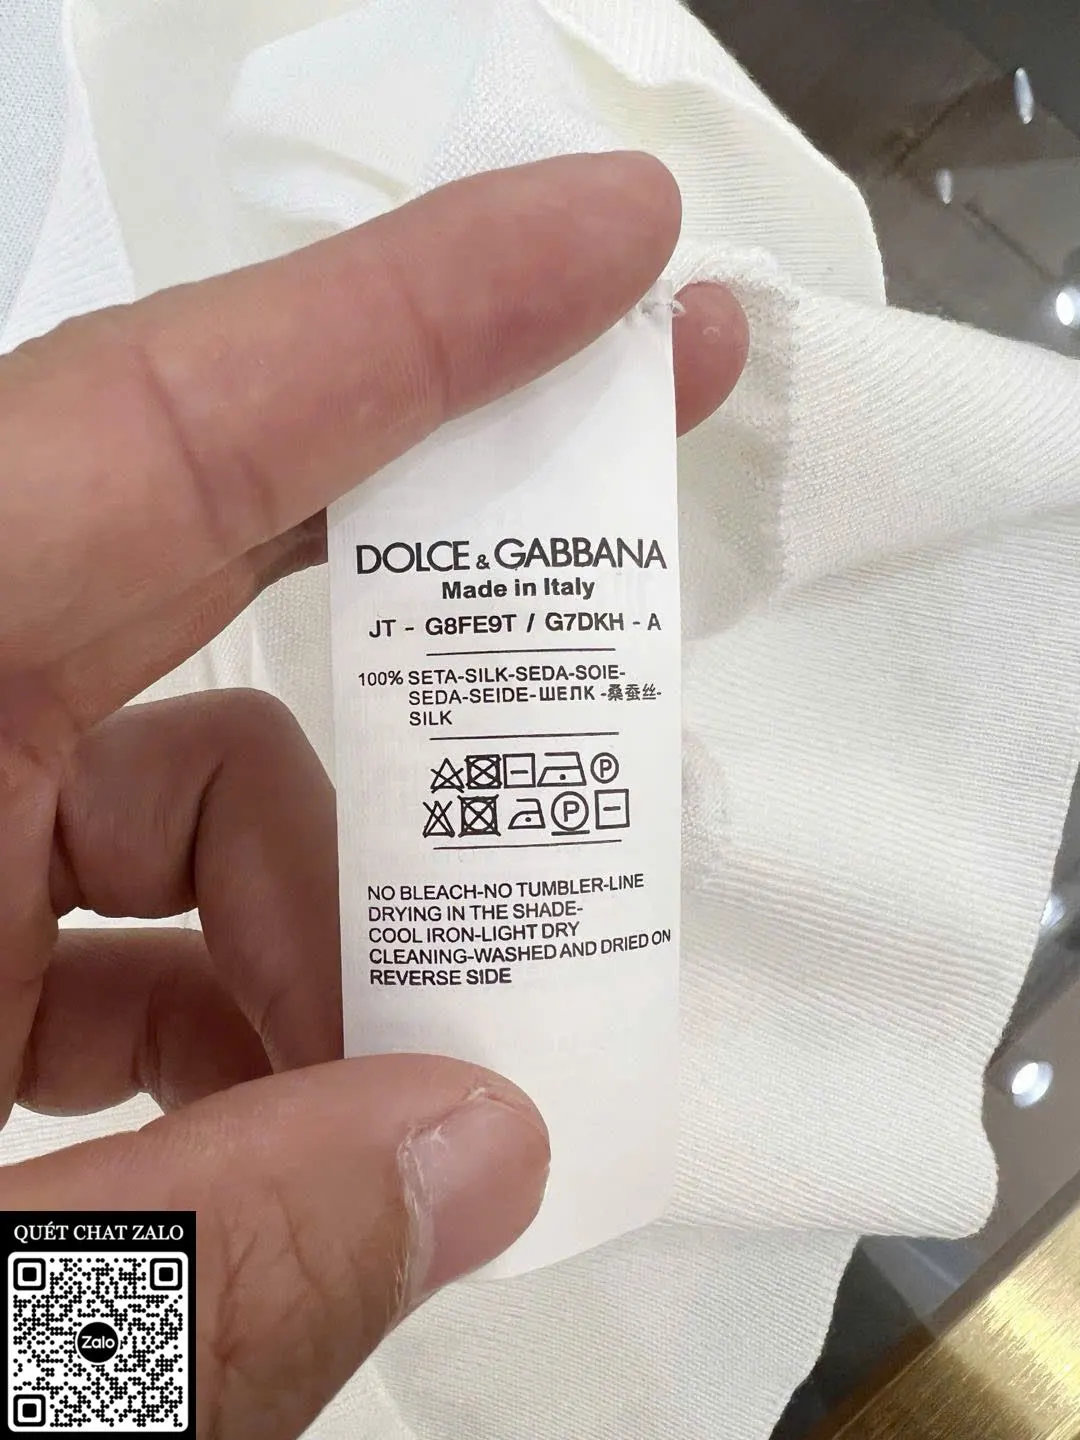 DOLCE & GABBANA
Made in Italy
JT - G8FE9T / G7DKH - A
100% SETA-SILK-SEDA-SOIE-
SEDA-SEIDE-ШЕЛК -桑蚕丝-
SILK
P
P
NO BLEACH-NO TUMBLER-LINE
DRYING IN THE SHADE-
COOL IRON-LIGHT DRY
CLEANING-WASHED AND DRIED ON
REVERSE SIDE
QUÉT CHAT ZALO
Zalo